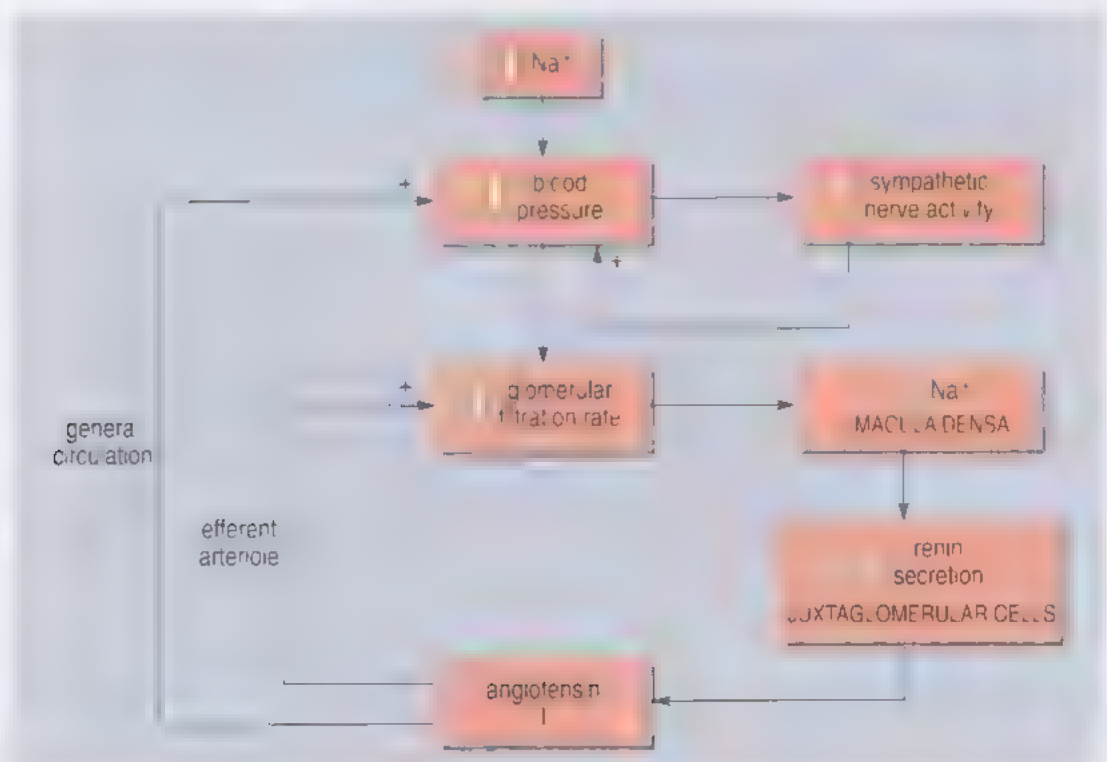 Na+
blood
pressure
sympathetic
nerve activity
+
+
+
glomerular
filtration rate
Na+
MACULA DENSA
general
circulation
efferent
arteriole
renin
secretion
JUXTAGLOMERULAR CELLS
angiotensin